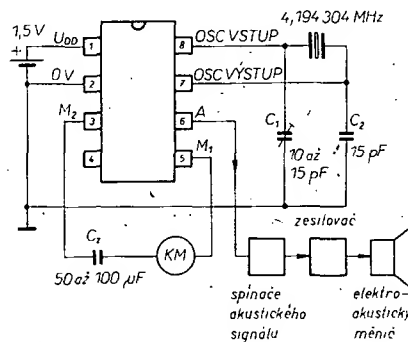 4,194 304 MHz
1,5 V
+
U_DD
1
8
OSC VSTUP
0 V
2
7
OSC VÝSTUP
M₂
3
6
A
4
5
M₁
C₁
10 až
15 pF
C₂
15 pF
C_T
50 až 100 μF
KM
zesilovač
spínače
akustického
signálu
elektro-
akustický
měnič